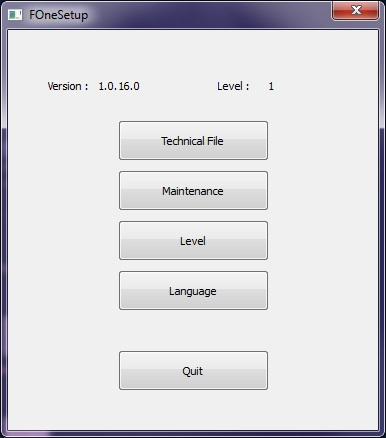 FOneSetup
Version : 1.0.16.0 Level : 1
Technical File
Maintenance
Level
Language
Quit